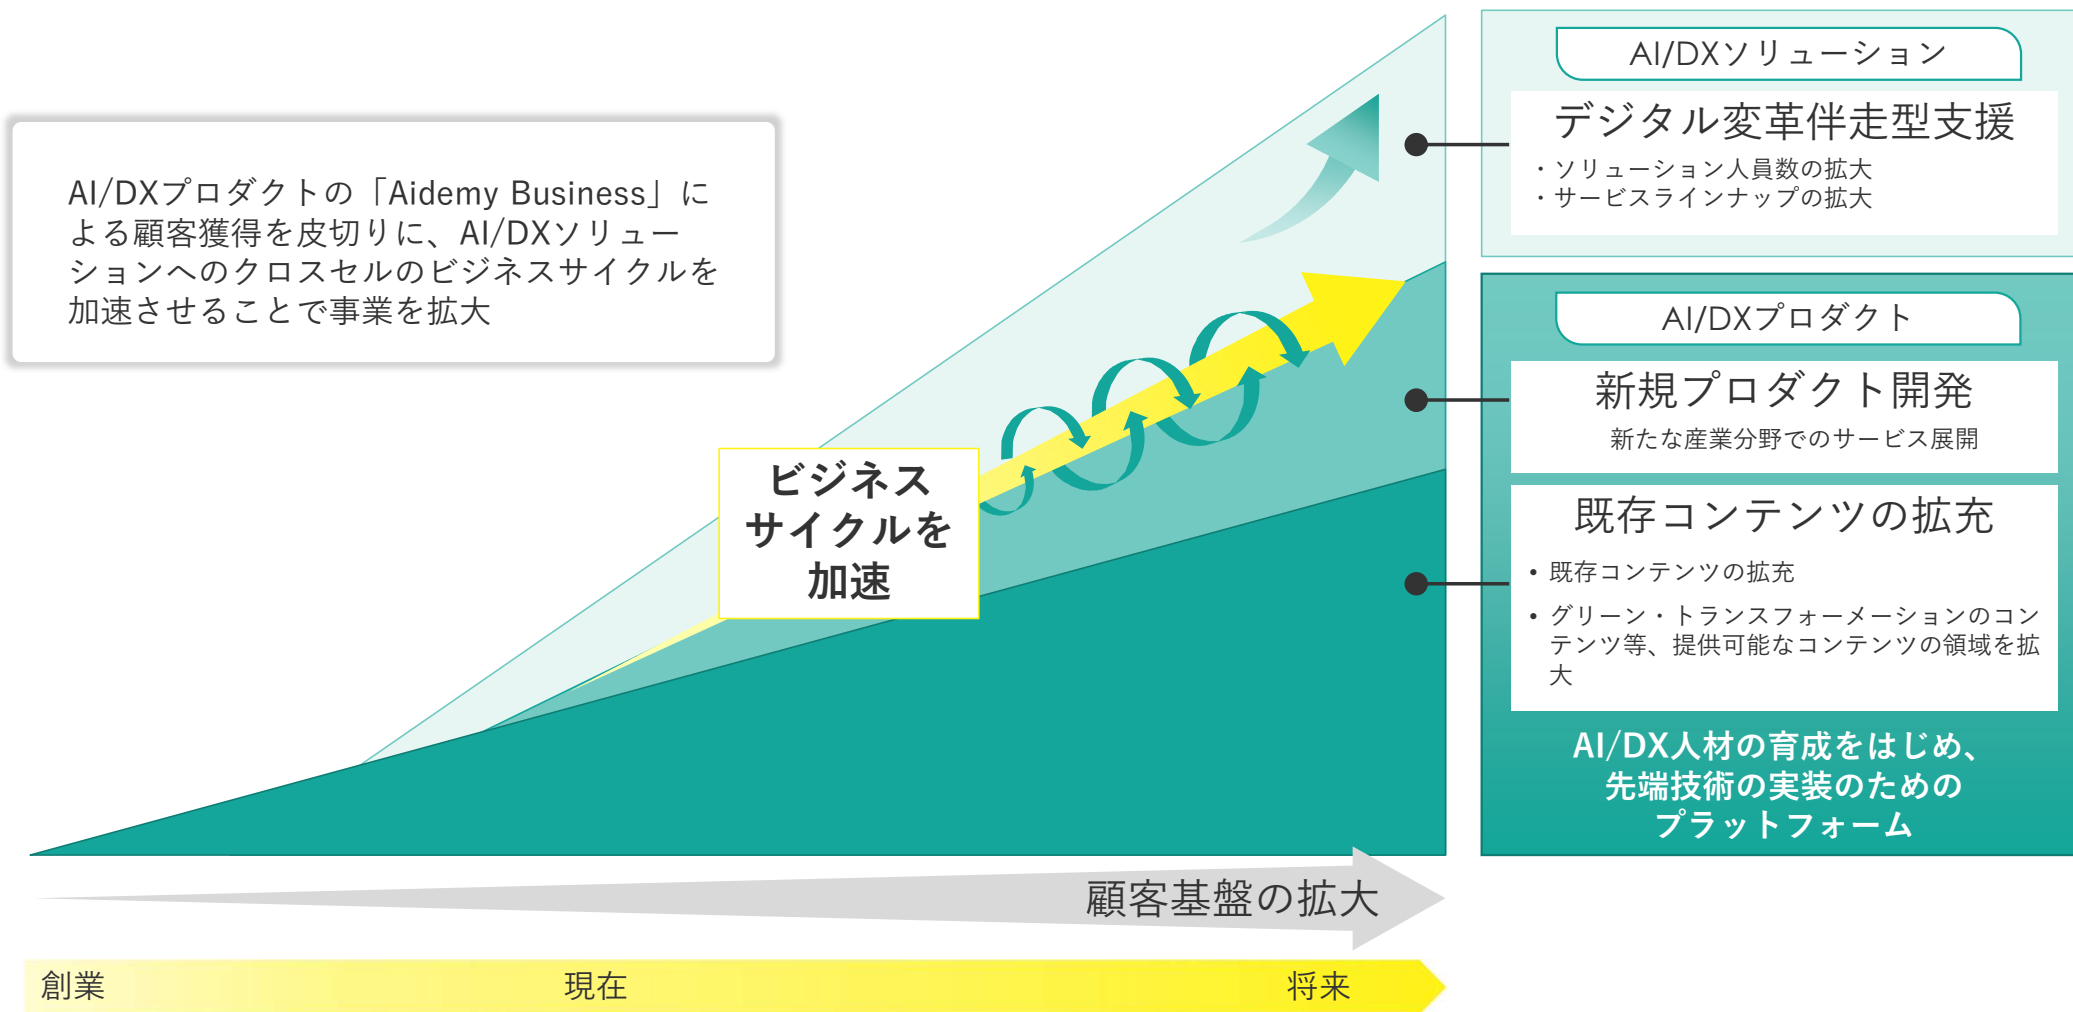 AI/DXプロダクトの「Aidemy Business」に
よる顧客獲得を皮切りに、AI/DXソリュー
ションへのクロスセルのビジネスサイクルを
加速させることで事業を拡大
ビジネス
サイクルを
加速
AI/DXソリューション
デジタル変革伴走型支援
・ソリューション人員数の拡大
・サービスラインナップの拡大
AI/DXプロダクト
新規プロダクト開発
新たな産業分野でのサービス展開
既存コンテンツの拡充
• 既存コンテンツの拡充
• グリーン・トランスフォーメーションのコン
テンツ等、提供可能なコンテンツの領域を拡
大
AI/DX人材の育成をはじめ、
先端技術の実装のための
プラットフォーム
顧客基盤の拡大
創業 現在 将来